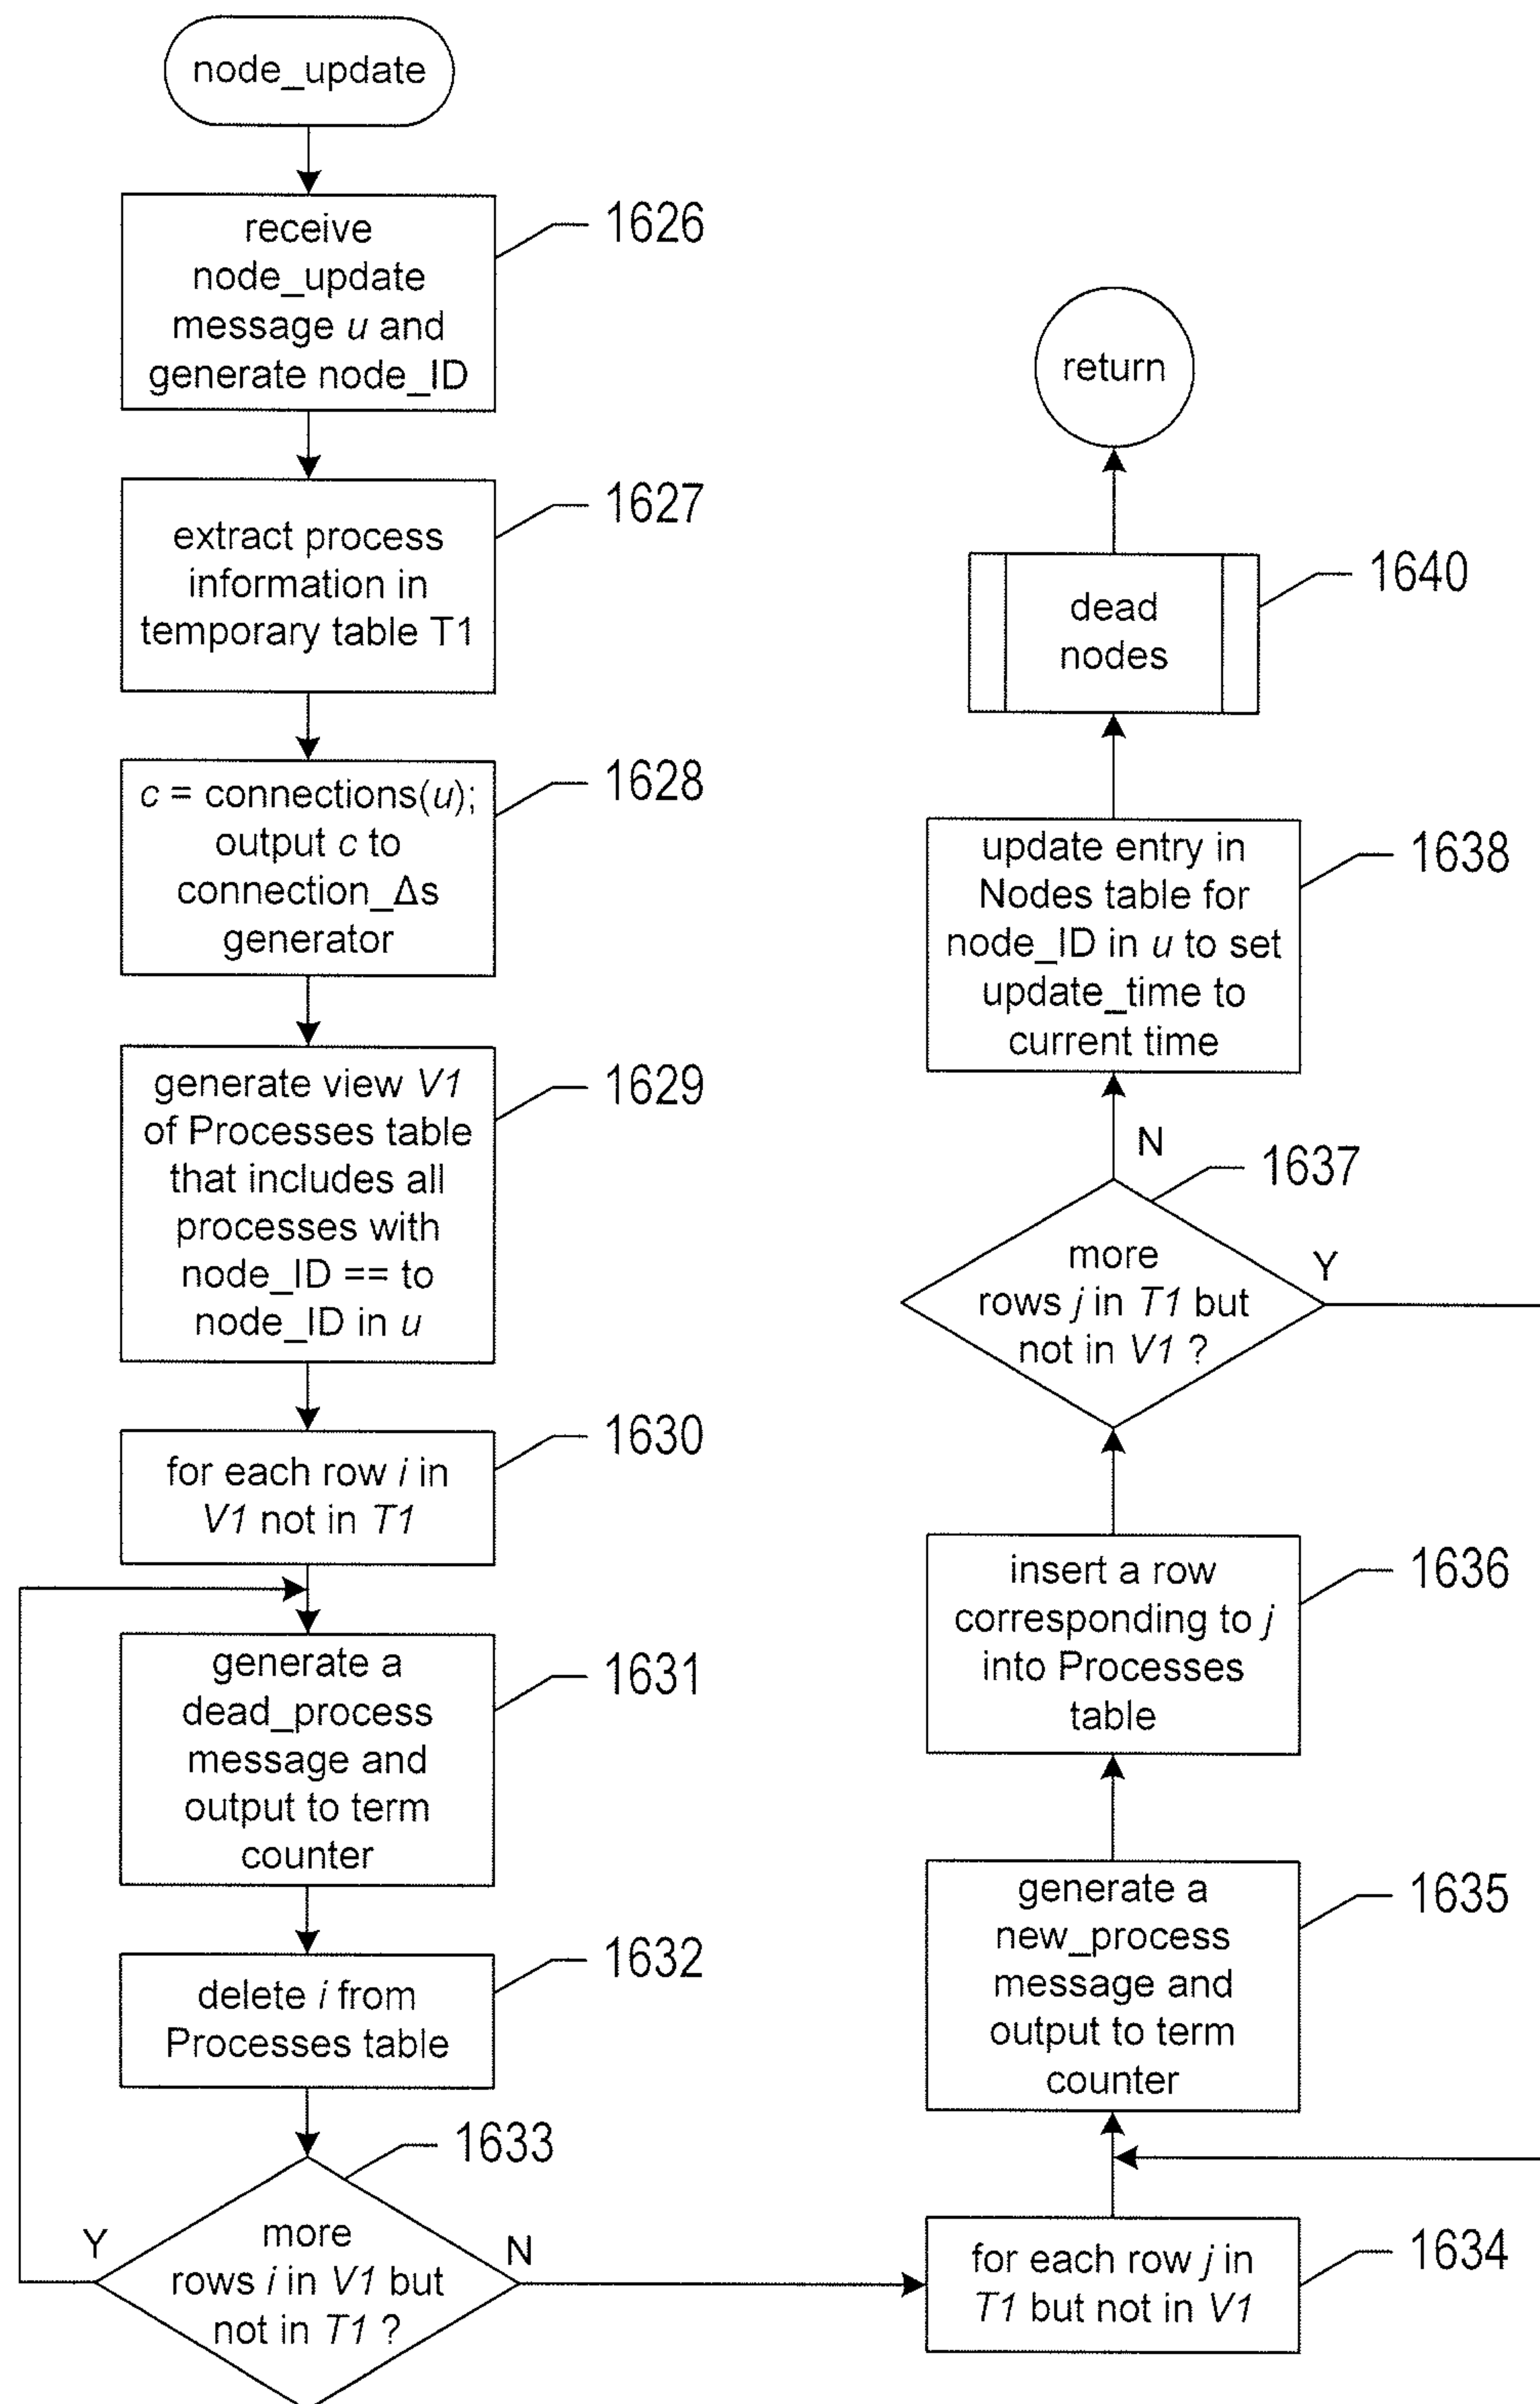 node_update
receive
node_update
message u and
generate node_ID
1626
extract process
information in
temporary table T1
1627
c = connections(u);
output c to
connection_Δs
generator
1628
generate view V1
of Processes table
that includes all
processes with
node_ID == to
node_ID in u
1629
for each row i in
V1 not in T1
1630
generate a
dead_process
message and
output to term
counter
1631
delete i from
Processes table
1632
more
rows i in V1 but
not in T1 ?
1633
Y
N
for each row j in
T1 but not in V1
1634
generate a
new_process
message and
output to term
counter
1635
insert a row
corresponding to j
into Processes
table
1636
more
rows j in T1 but
not in V1 ?
1637
Y
N
update entry in
Nodes table for
node_ID in u to set
update_time to
current time
1638
dead
nodes
1640
return